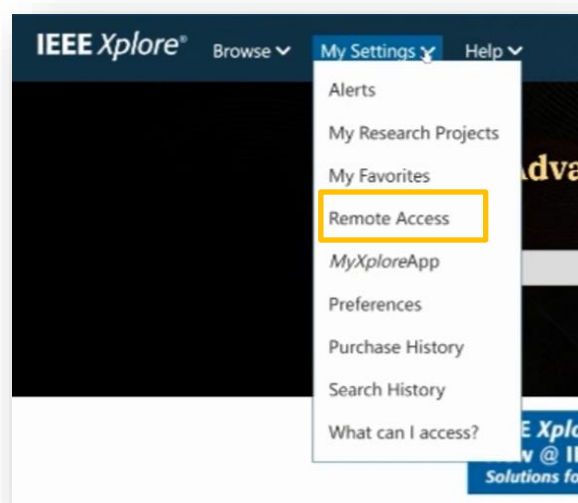 IEEE Xplore® Browse My Settings Help
Alerts
My Research Projects
My Favorites
Remote Access
MyXploreApp
Preferences
Purchase History
Search History
What can I access?
Solutions